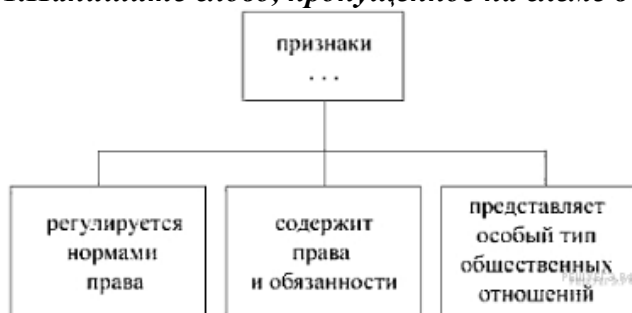 признаки
. . .
регулируется
нормами
права
содержит
права
и обязанности
представляет
особый тип
общественных
отношений